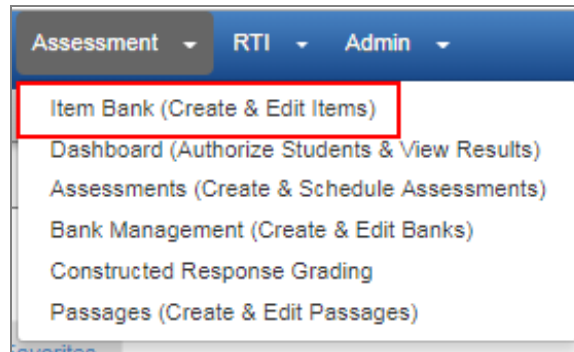 Assessment RTI Admin
Item Bank (Create & Edit Items)
Dashboard (Authorize Students & View Results)
Assessments (Create & Schedule Assessments)
Bank Management (Create & Edit Banks)
Constructed Response Grading
Passages (Create & Edit Passages)
Favorites